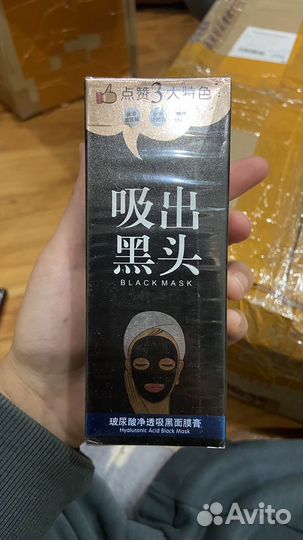 点赞3大特色
吸出
黑头
BLACK MASK
玻尿酸净透吸黑面膜膏
Hyaluronic Acid Black Mask
Avito